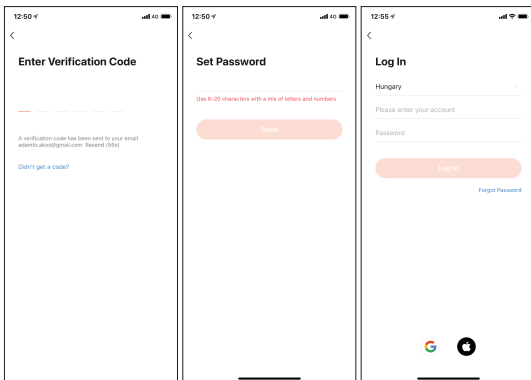 12:50
4G
Enter Verification Code
A verification code has been sent to your email
adamto.akos@gmail.com Resend (56s)
Didn't get a code?
12:50
4G
Set Password
Use 6-20 characters with a mix of letters and numbers
Done
12:55
Log In
Hungary
Please enter your account
Password
Log In
Forgot Password